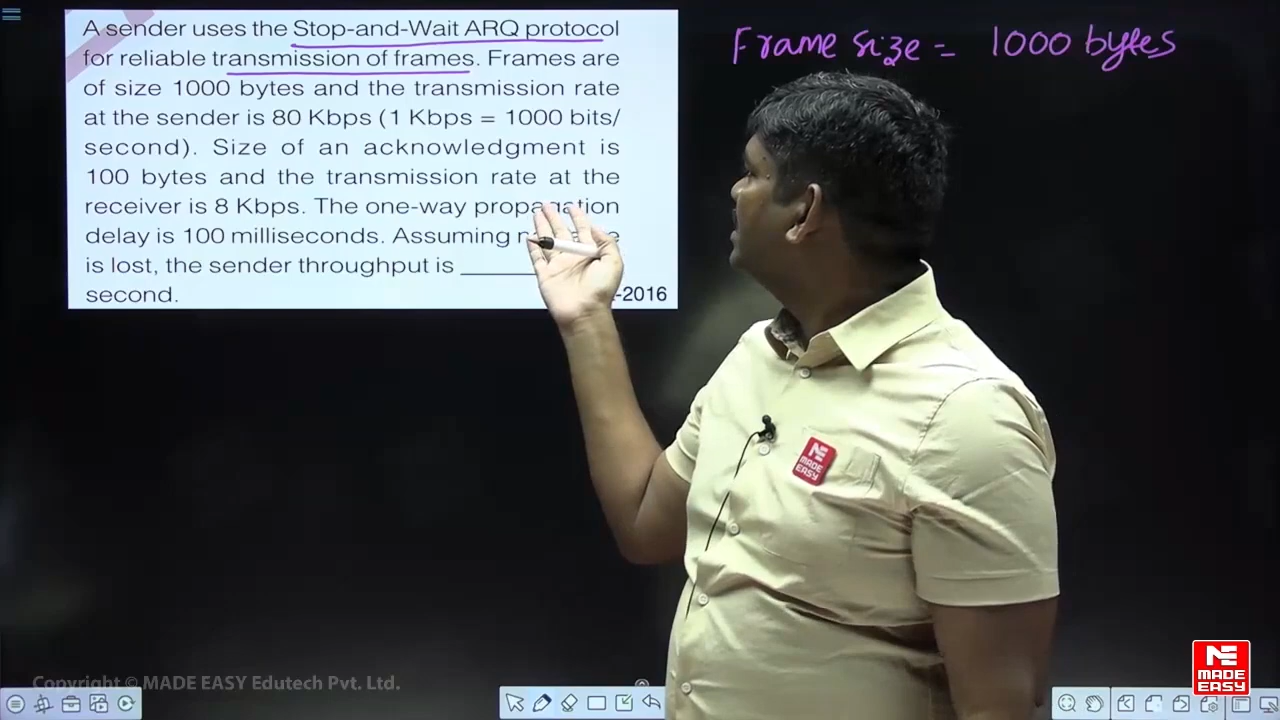 A sender uses the Stop-and-Wait ARQ protocol
for reliable transmission of frames. Frames are
of size 1000 bytes and the transmission rate
at the sender is 80 Kbps (1 Kbps = 1000 bits/
second). Size of an acknowledgment is
100 bytes and the transmission rate at the
receiver is 8 Kbps. The one-way propagation
delay is 100 milliseconds. Assuming
is lost, the sender throughput is ______
second.
-2016
Frame size = 1000 bytes
MADE EASY
Copyright © MADE EASY Edutech Pvt. Ltd.
MADE EASY